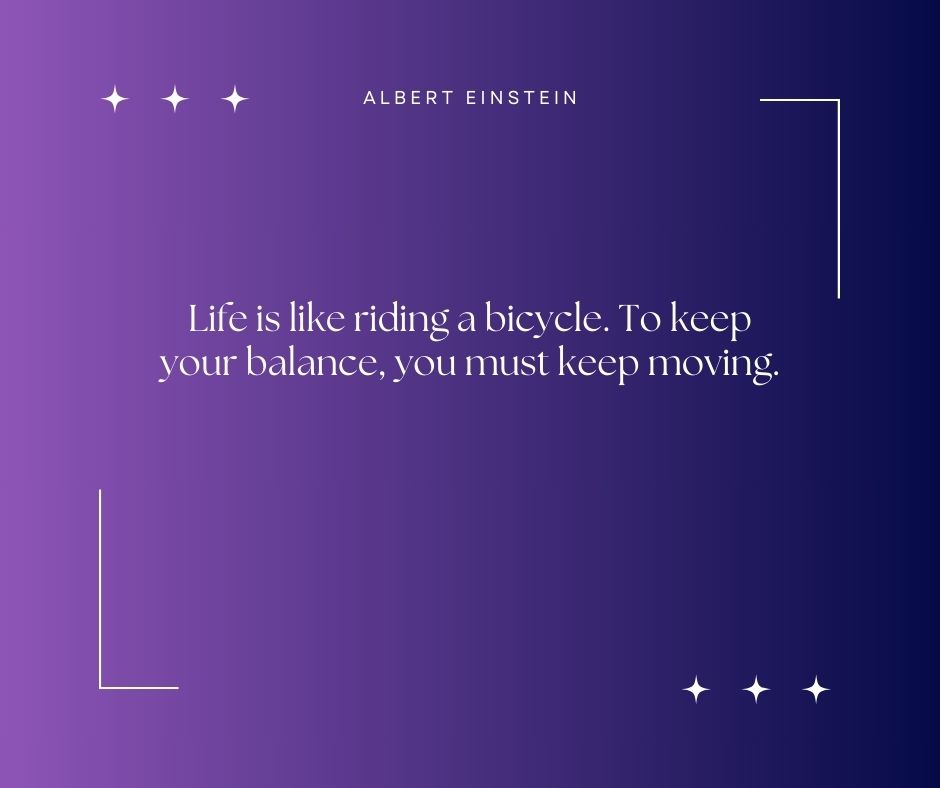 ALBERT EINSTEIN
Life is like riding a bicycle. To keep
your balance, you must keep moving.